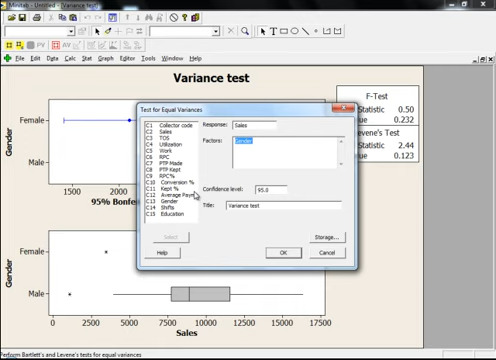 Minitab - Untitled - [Variance test]
File Edit Data Calc Stat Graph Editor Tools Window Help
Variance test
F-Test
Statistic 0.50
0.232
Levene's Test
Statistic 2.44
0.123
Gender
Female
Male
1500 2000
95% Bonfe
Gender
Female
Male
0 2500 5000 7500 10000 12500 15000 17500
Sales
Test for Equal Variances
C1 Collector code
C2 Sales
C3 TOS
C4 Utilization
C5 Work
C6 RPC
C7 PTP Made
C8 PTP Kept
C9 RPC%
C10 Conversion %
C11 Kept %
C12 Average Paym
C13 Gender
C14 Shifts
C15 Education
Response: Sales
Factors:
Gender
Confidence level: 95.0
Title: Variance test
Select
Storage...
Help
OK
Cancel
Perform Bartlett's and Levene's tests for equal variances